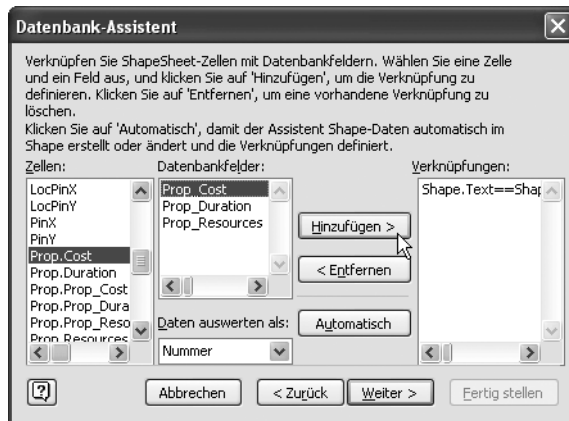 Datenbank-Assistent
Verknüpfen Sie ShapeSheet-Zellen mit Datenbankfeldern. Wählen Sie eine Zelle
und ein Feld aus, und klicken Sie auf 'Hinzufügen', um die Verknüpfung zu
definieren. Klicken Sie auf 'Entfernen', um eine vorhandene Verknüpfung zu
löschen.
Klicken Sie auf 'Automatisch', damit der Assistent Shape-Daten automatisch im
Shape erstellt oder ändert und die Verknüpfungen definiert.
Zellen:
LocPinX
LocPinY
PinX
PinY
Prop.Cost
Prop.Duration
Prop.Prop_Cost
Prop.Prop_Dura
Prop.Prop_Reso
Prop.Resources
Datenbankfelder:
Prop_Cost
Prop_Duration
Prop_Resources
Daten auswerten als:
Nummer
Hinzufügen >
< Entfernen
Automatisch
Verknüpfungen:
Shape.Text==Shap
Abbrechen
< Zurück
Weiter >
Fertig stellen